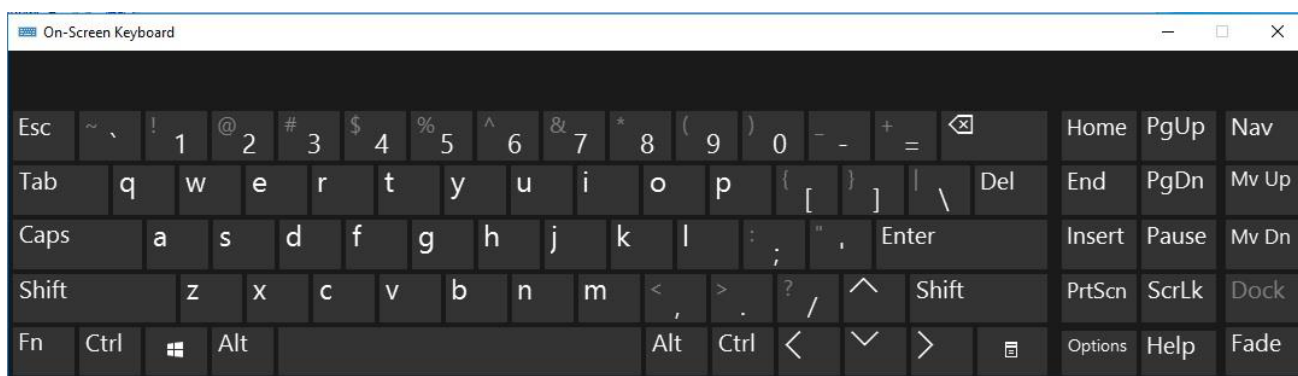 On-Screen Keyboard
Esc ~ ` ! 1 @ 2 # 3 $ 4 % 5 ^ 6 & 7 * 8 ( 9 ) 0 _ - + = Home PgUp Nav
Tab q w e r t y u i o p { [ } ] | \ Del End PgDn Mv Up
Caps a s d f g h j k l : ; " ' Enter Insert Pause Mv Dn
Shift z x c v b n m < , > . ? / Shift PrtScn ScrLk Dock
Fn Ctrl Alt Alt Ctrl Options Help Fade